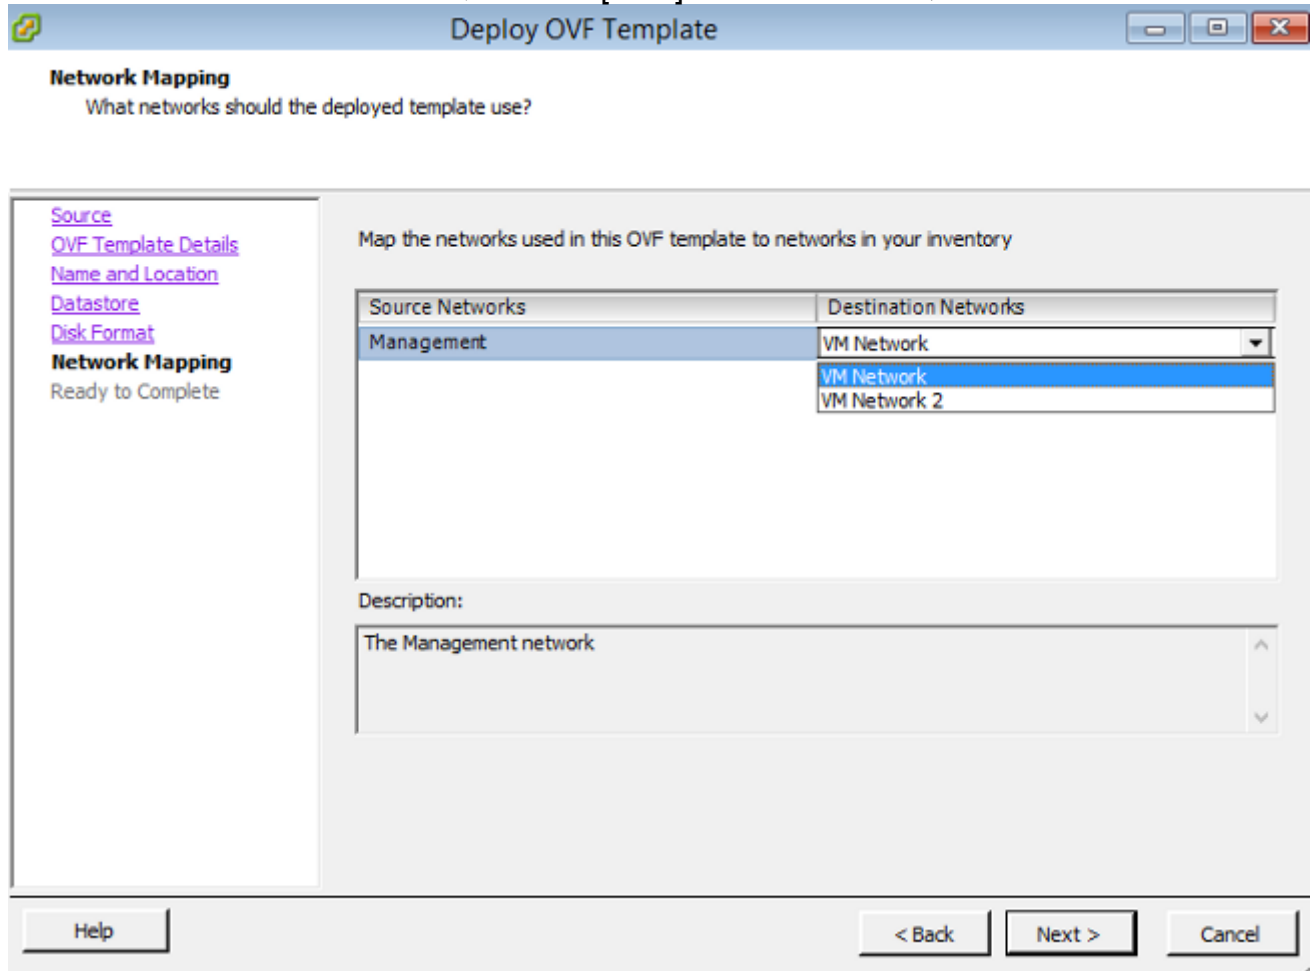 Deploy OVF Template
Network Mapping
What networks should the deployed template use?
Source
OVF Template Details
Name and Location
Datastore
Disk Format
Network Mapping
Ready to Complete
Map the networks used in this OVF template to networks in your inventory
Source Networks Destination Networks
Management VM Network
VM Network
VM Network 2
Description:
The Management network
Help < Back Next > Cancel